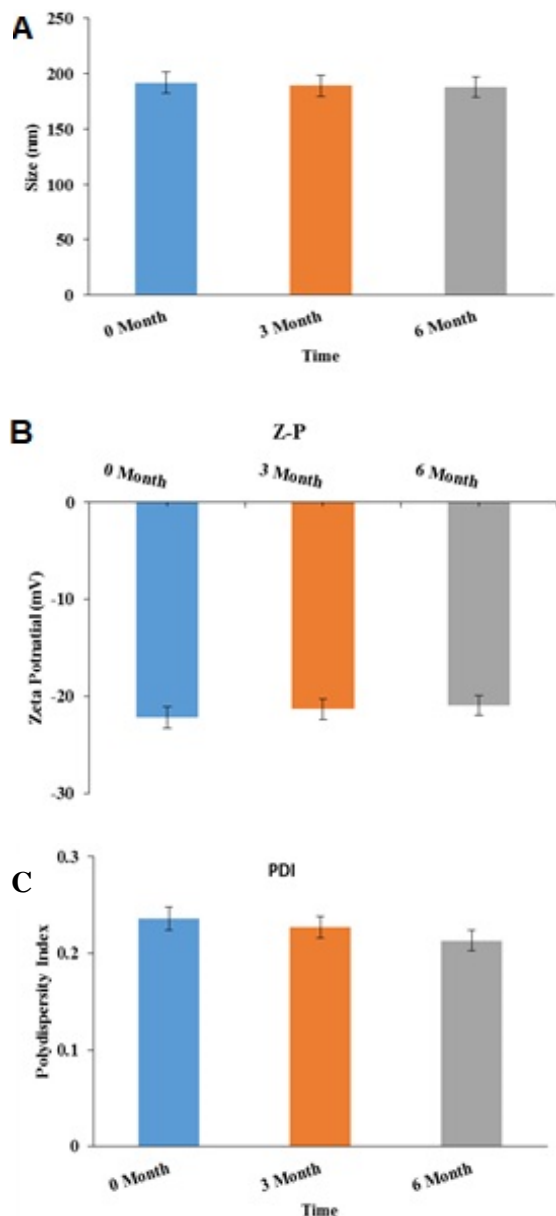 A
250
200
150
100
50
0
Size (nm)
0 Month
3 Month
6 Month
Time
B
Z-P
0 Month
3 Month
6 Month
0
-10
-20
-30
Zeta Potnatial (mV)
C
PDI
0.3
0.2
0.1
0
Polydispersity Index
0 Month
3 Month
6 Month
Time